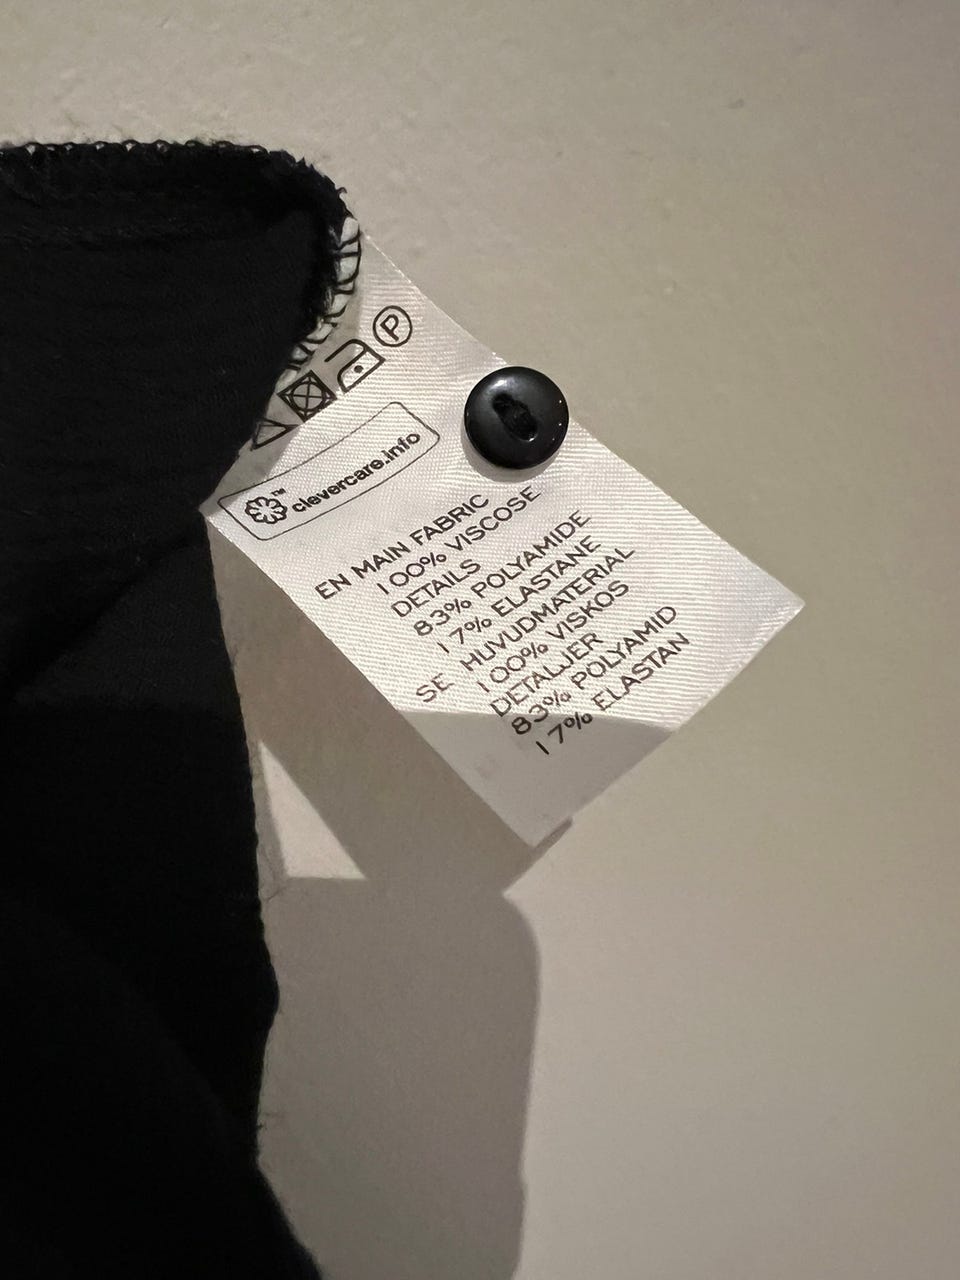 P
clevercare.info™
EN MAIN FABRIC
100% VISCOSE
DETAILS
83% POLYAMIDE
17% ELASTANE
SE HUVUDMATERIAL
100% VISKOS
DETALJER
83% POLYAMID
17% ELASTAN